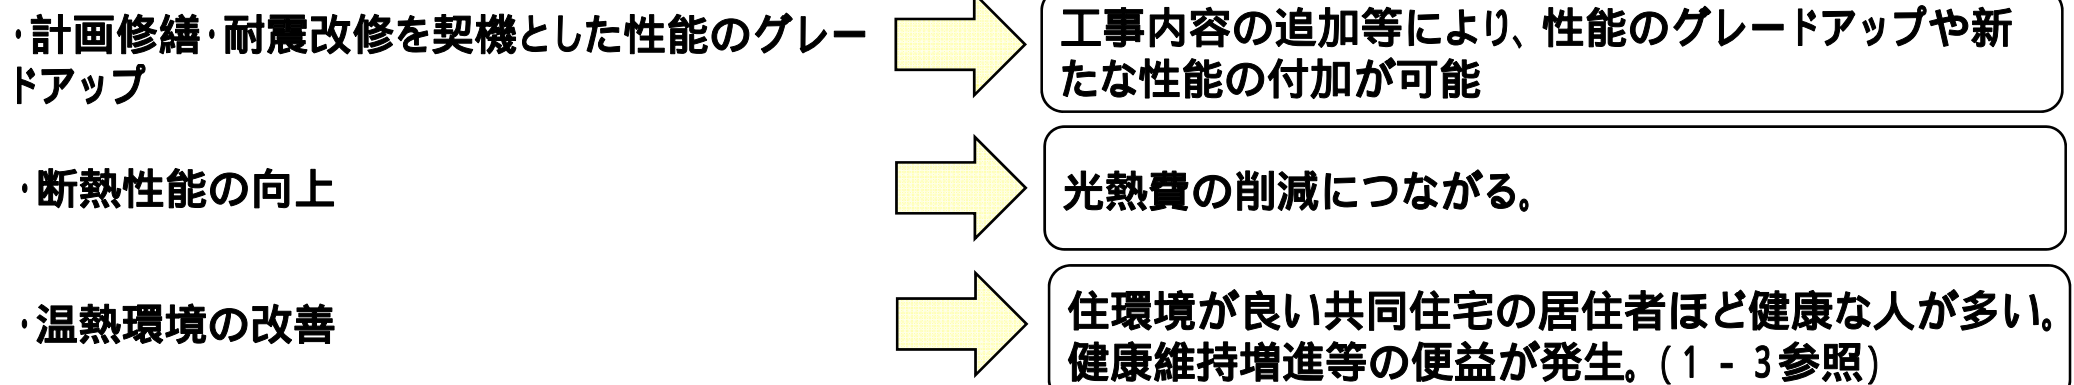 ・計画修繕・耐震改修を契機とした性能のグレー
ドアップ
工事内容の追加等により、性能のグレードアップや新
たな性能の付加が可能
・断熱性能の向上
光熱費の削減につながる。
・温熱環境の改善
住環境が良い共同住宅の居住者ほど健康な人が多い。
健康維持増進等の便益が発生。(1-3参照)